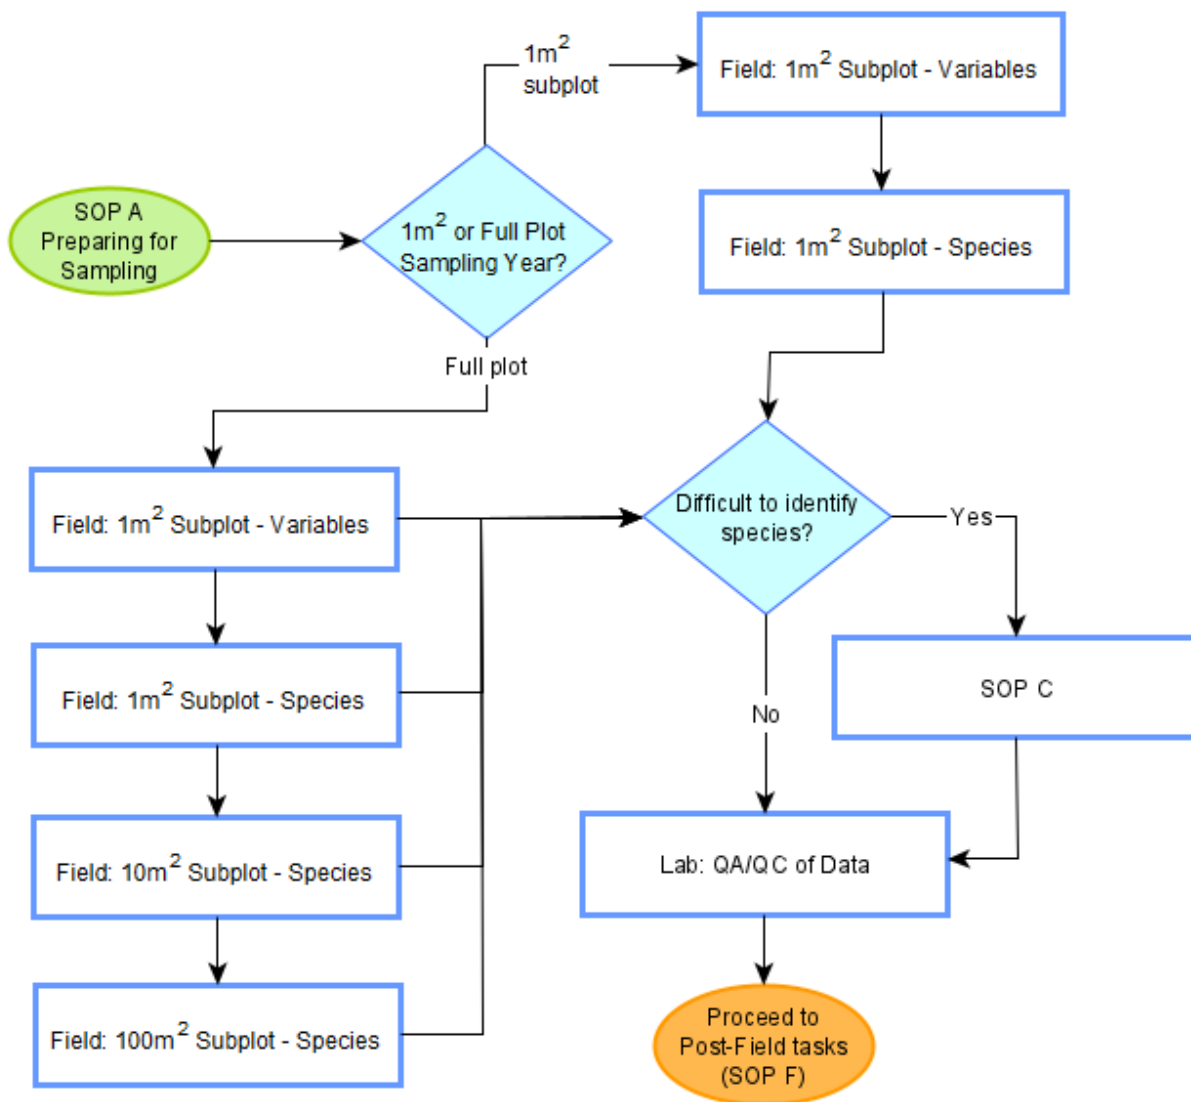 1m²
subplot
Field: 1m² Subplot - Variables
SOP A
Preparing for
Sampling
1m² or Full Plot
Sampling Year?
Field: 1m² Subplot - Species
Full plot
Field: 1m² Subplot - Variables
Difficult to identify
species?
Yes
Field: 1m² Subplot - Species
SOP C
No
Field: 10m² Subplot - Species
Lab: QA/QC of Data
Field: 100m² Subplot - Species
Proceed to
Post-Field tasks
(SOP F)